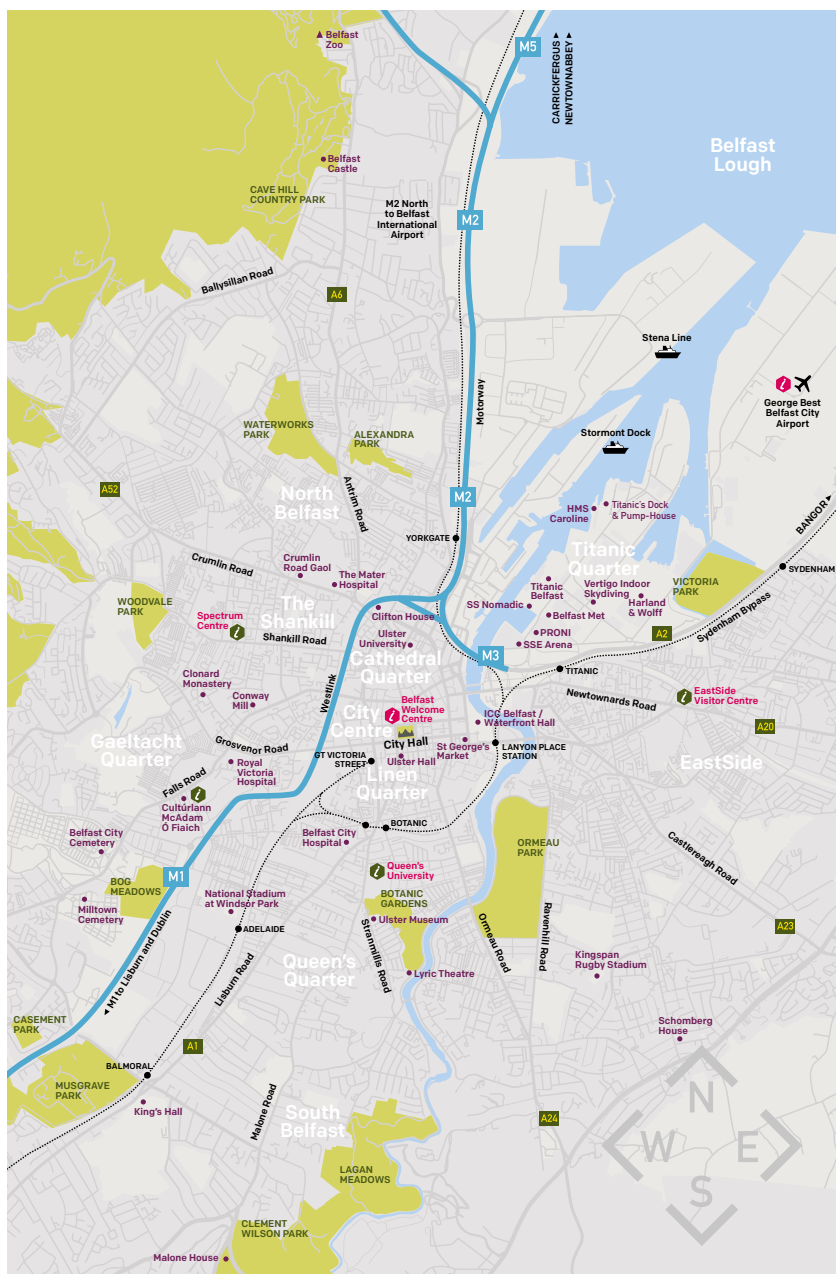 Belfast
Zoo
M5
CARRICKFERGUS
NEWTOWNABBEY
Belfast
Lough
Belfast
Castle
CAVE HILL
COUNTRY PARK
M2 North
to Belfast
International
Airport
M2
Ballysillan Road
A6
Stena Line
George Best
Belfast City
Airport
Motorway
WATERWORKS
PARK
ALEXANDRA
PARK
Stormont Dock
A52
North
Belfast
Antrim Road
M2
HMS
Caroline
Titanic's Dock
& Pump-House
BANGOR
YORKGATE
Titanic
Quarter
Crumlin Road
Crumlin
Road Gaol
The Mater
Hospital
SYDENHAM
VICTORIA
PARK
Titanic
Belfast
Vertigo Indoor
Skydiving
Harland
& Wolff
WOODVALE
PARK
The
Shankill
SS Nomadic
Clifton House
Belfast Met
Sydenham Bypass
Spectrum
Centre
Shankill Road
Ulster
University
PRONI
SSE Arena
A2
Cathedral
Quarter
M3
TITANIC
Clonard
Monastery
Conway
Mill
Westlink
Newtownards Road
EastSide
Visitor Centre
Belfast
Welcome
Centre
City
Centre
ICC Belfast /
Waterfront Hall
A20
Gaeltacht
Quarter
Grosvenor Road
City Hall
St George's
Market
LANYON PLACE
STATION
GT VICTORIA
STREET
Ulster Hall
EastSide
Royal
Victoria
Hospital
Linen
Quarter
Falls Road
Cultúrlann
McAdam
Ó Fiaich
BOTANIC
Belfast City
Cemetery
Belfast City
Hospital
ORMEAU
PARK
Castlereagh Road
M1
BOG
MEADOWS
Queen's
University
Milltown
Cemetery
National Stadium
at Windsor Park
BOTANIC
GARDENS
Ulster Museum
ADELAIDE
A23
M1 to Lisburn and Dublin
Stranmillis Road
Ormeau Road
Ravenhill Road
Queen's
Quarter
Lisburn Road
Lyric Theatre
Kingspan
Rugby Stadium
CASEMENT
PARK
Schomberg
House
A1
BALMORAL
MUSGRAVE
PARK
King's Hall
Malone Road
South
Belfast
A24
N
W
E
S
LAGAN
MEADOWS
CLEMENT
WILSON PARK
Malone House